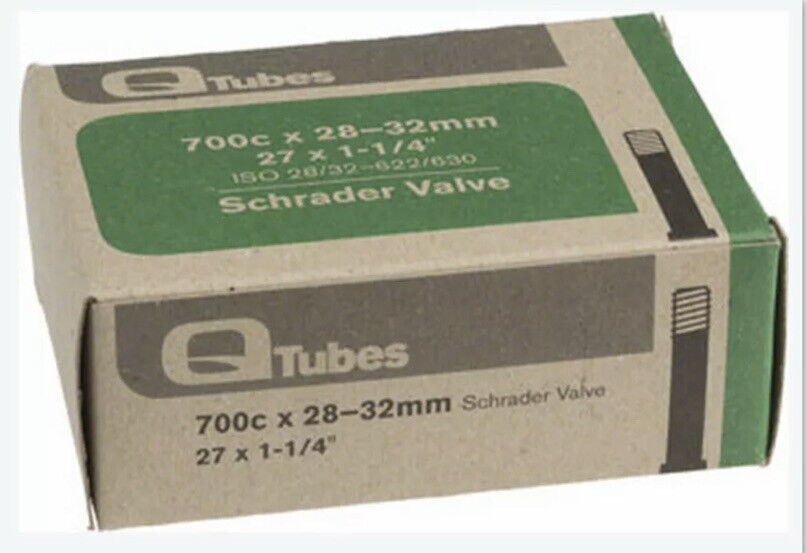 Q Tubes
700c x 28–32mm
27 x 1-1/4"
ISO 28/32–622/630
Schrader Valve
Q Tubes
700c x 28–32mm Schrader Valve
27 x 1-1/4"